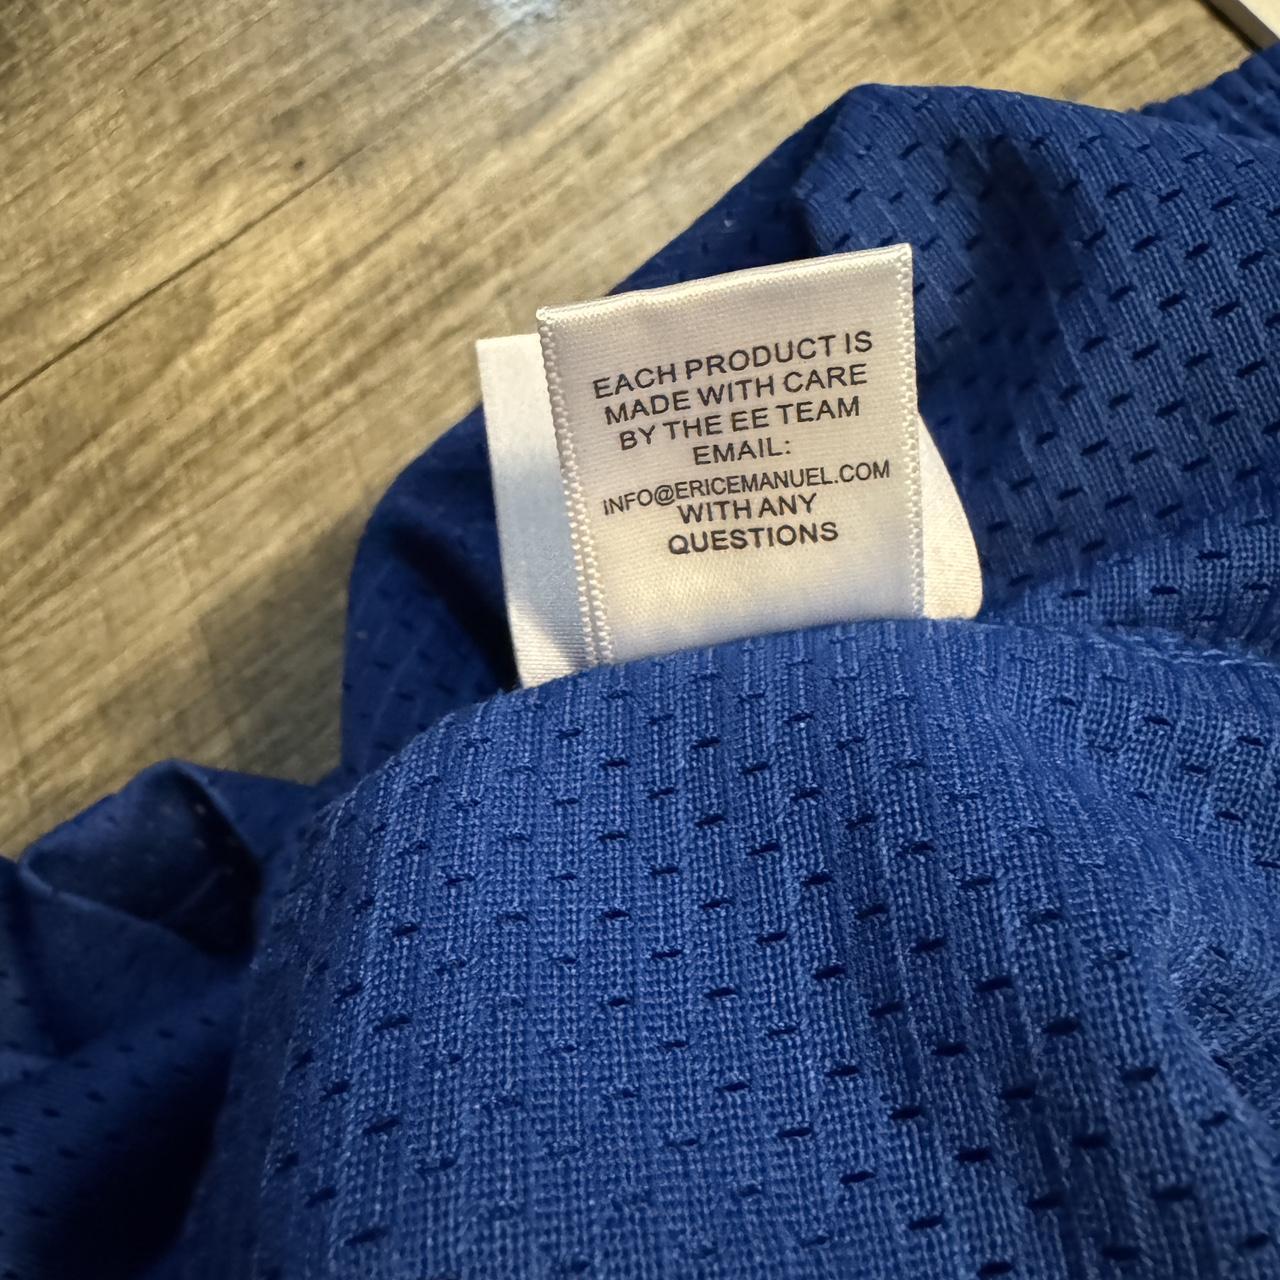 EACH PRODUCT IS
MADE WITH CARE
BY THE EE TEAM
EMAIL:
INFO@ERICEMANUEL.COM
WITH ANY
QUESTIONS